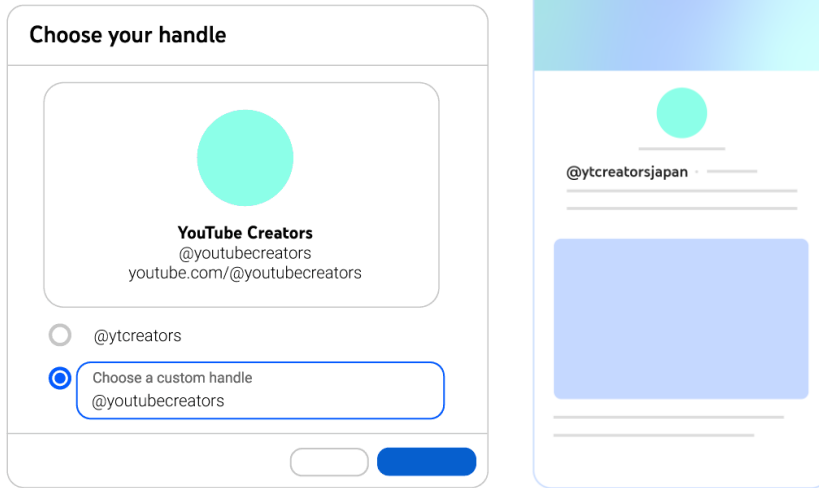 Choose your handle
YouTube Creators
@youtubecreators
youtube.com/@youtubecreators
@ytcreators
Choose a custom handle
@youtubecreators
@ytcreatorsjapan